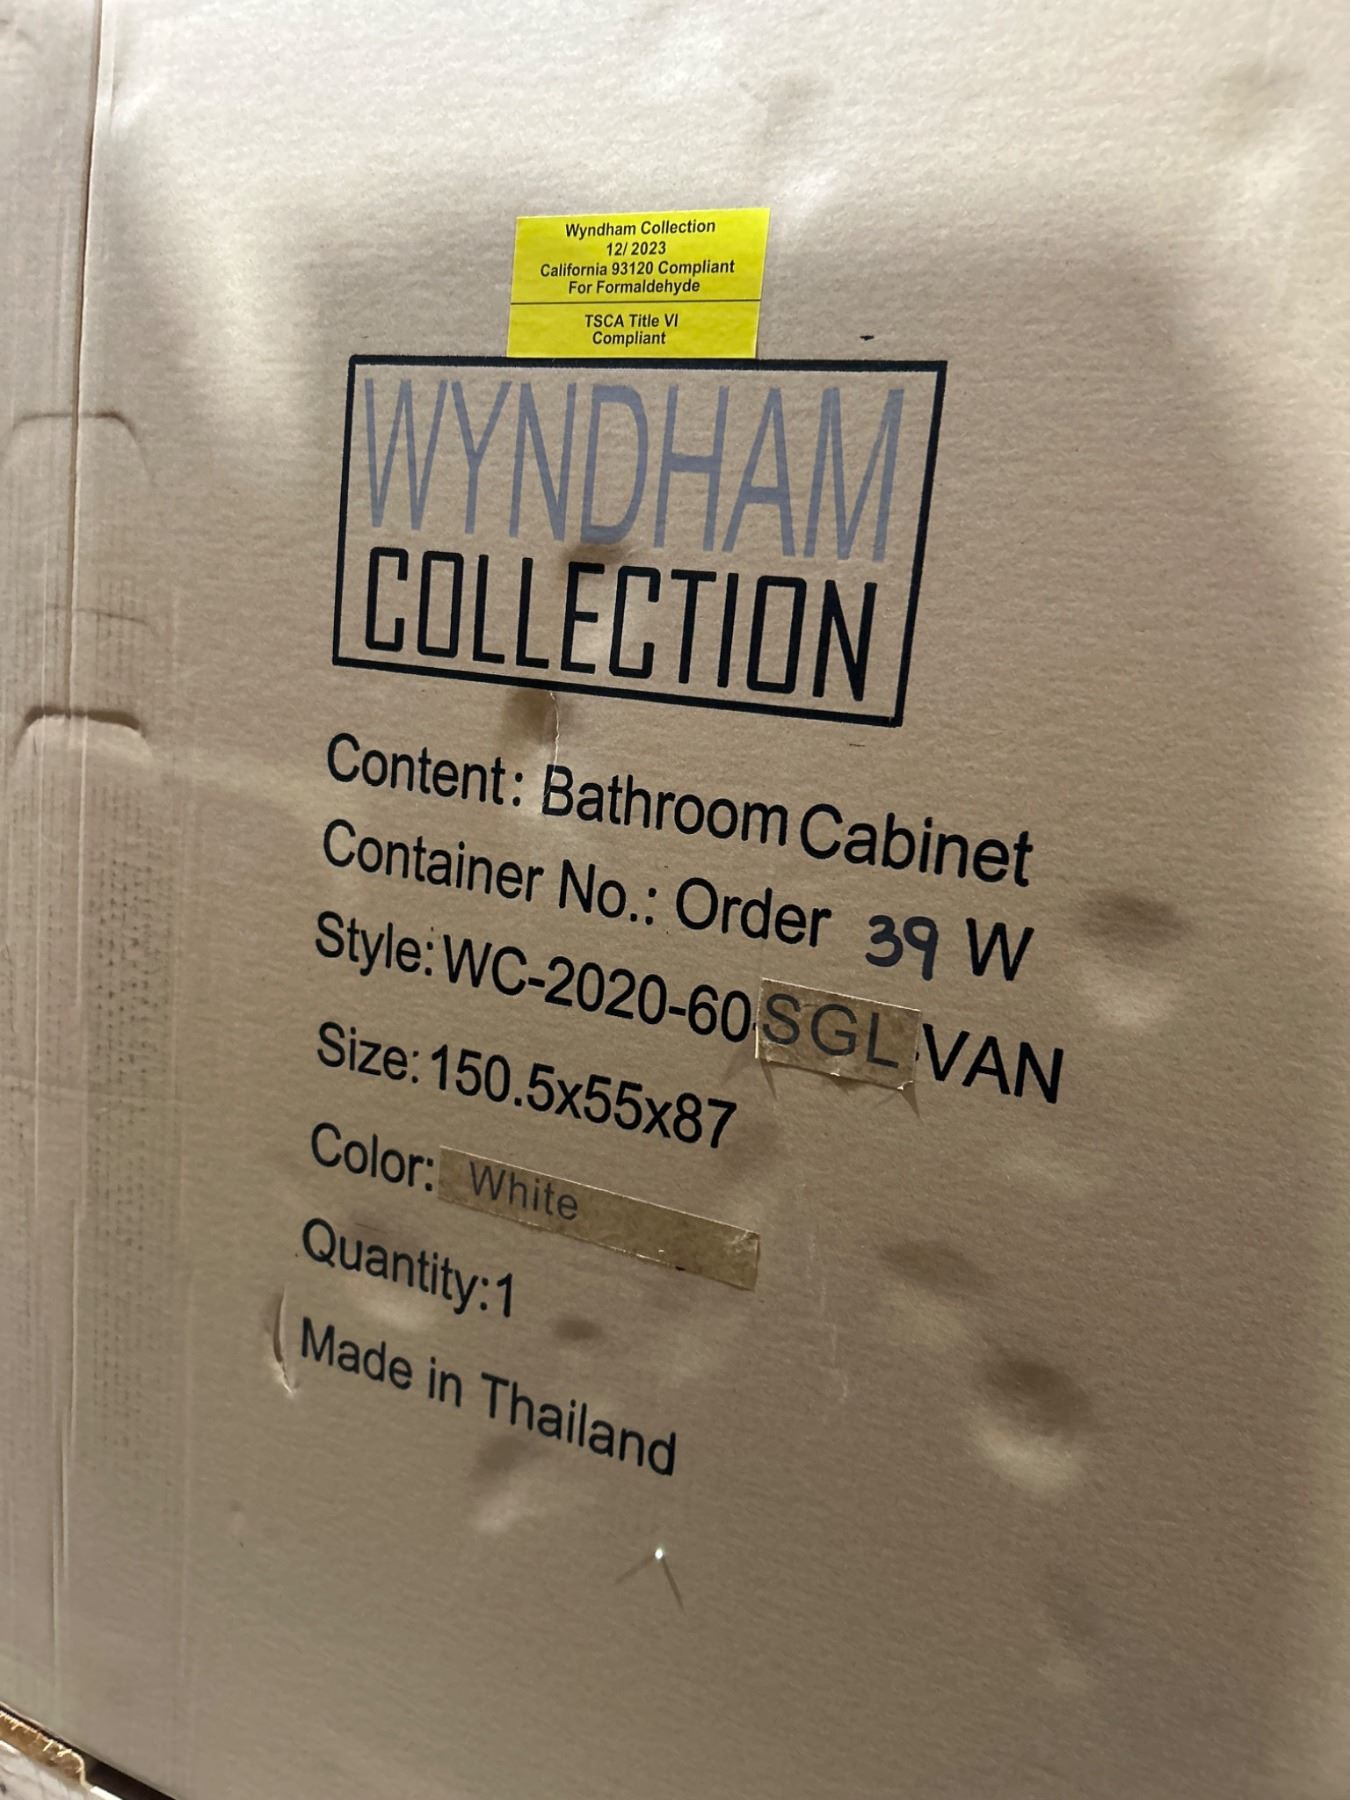 Wyndham Collection
12/ 2023
California 93120 Compliant
For Formaldehyde
TSCA Title VI
Compliant
WYNDHAM
COLLECTION
Content: Bathroom Cabinet
Container No.: Order 39 W
Style: WC-2020-60-SGL-VAN
Size: 150.5x55x87
Color: White
Quantity:1
Made in Thailand